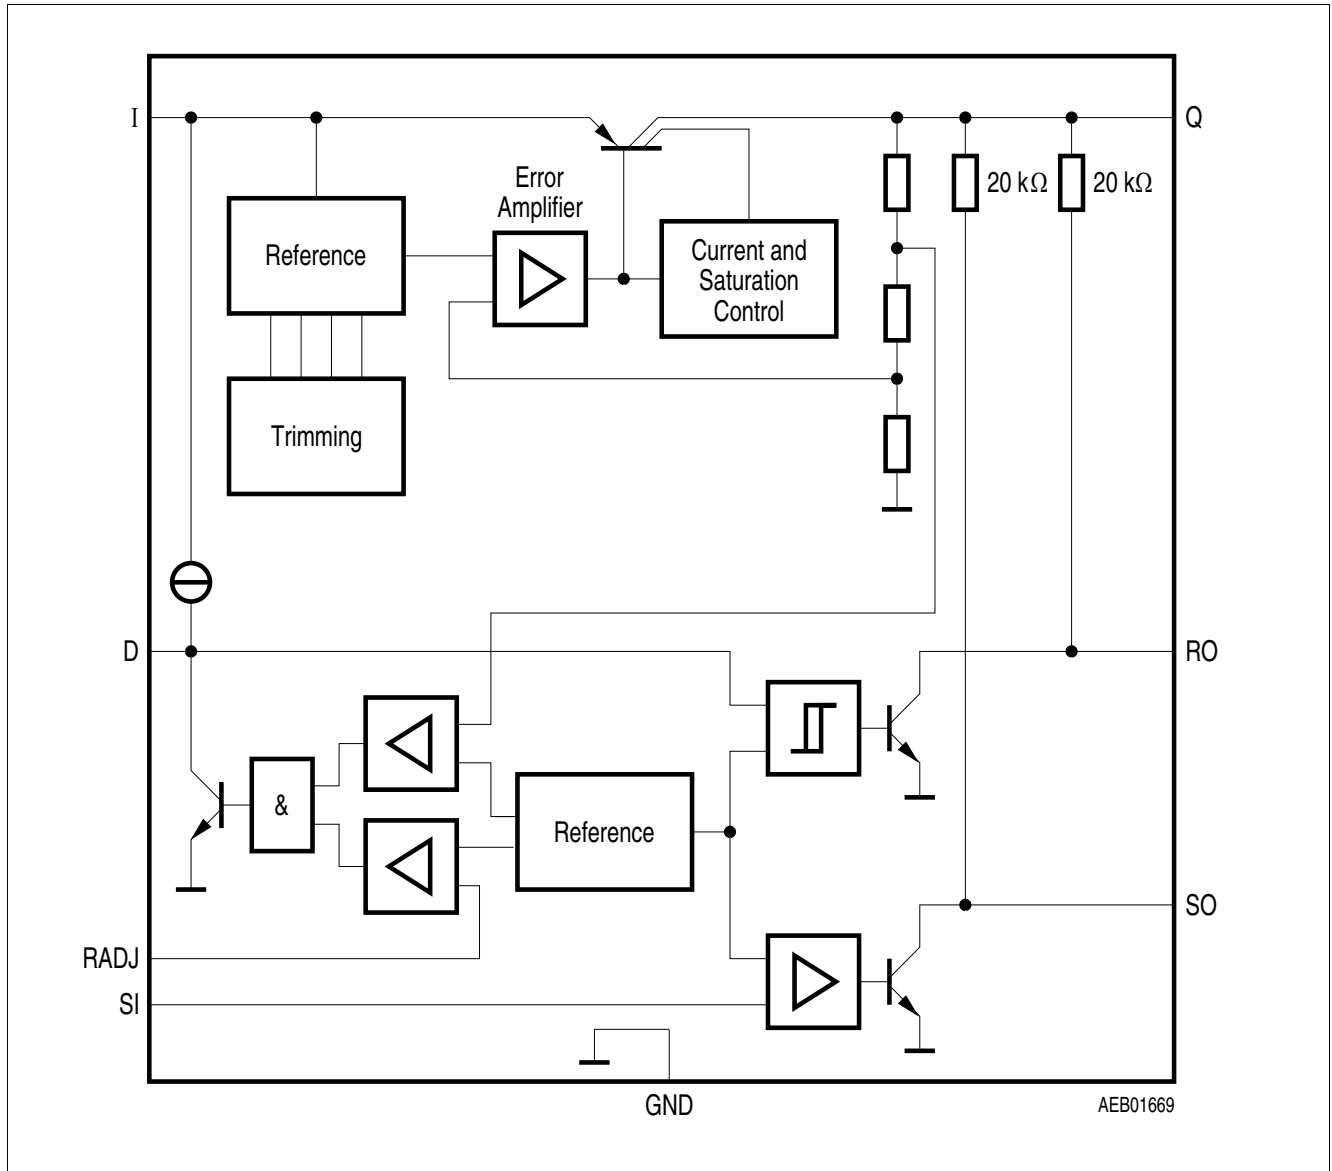 I
Q
Error
Amplifier
20 kΩ
20 kΩ
Reference
Current and
Saturation
Control
Trimming
D
RO
&
Reference
SO
RADJ
SI
GND
AEB01669